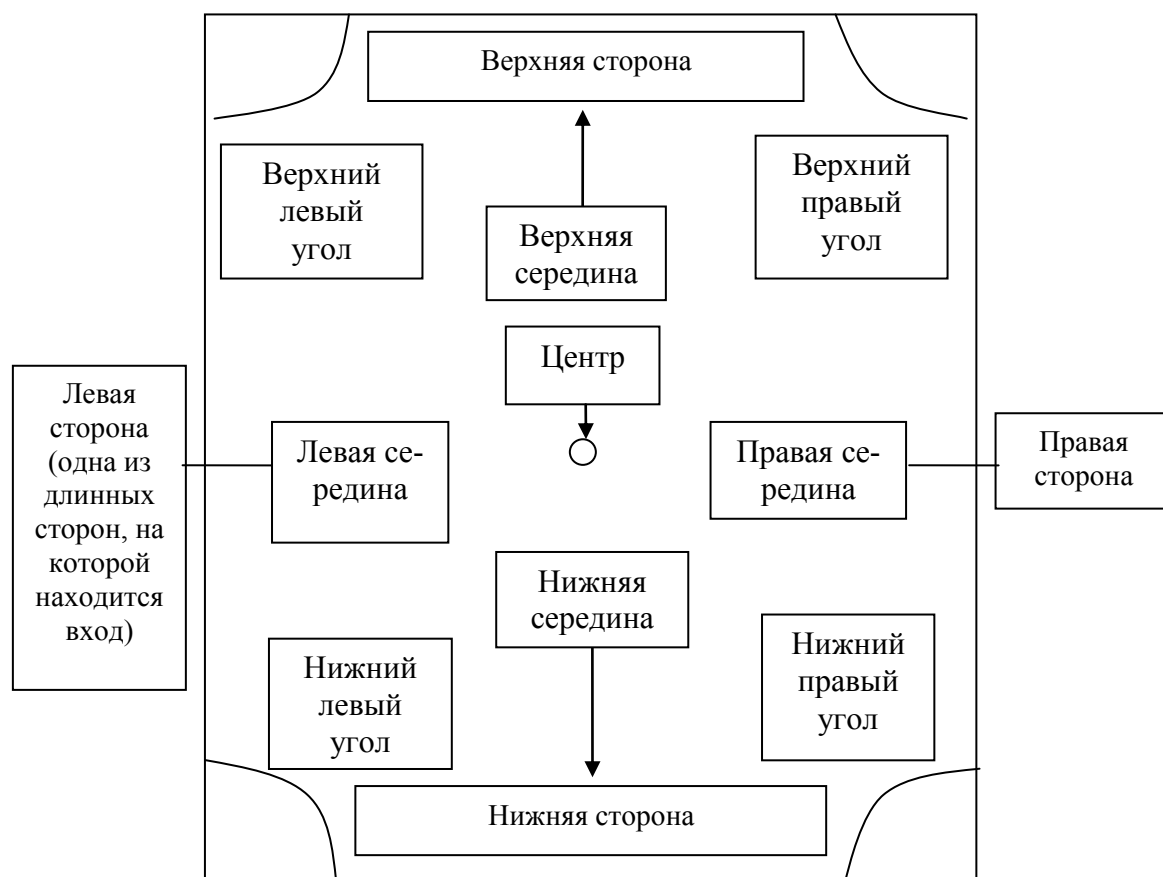 Верхняя сторона
Верхний
левый
угол
Верхний
правый
угол
Верхняя
середина
Центр
Левая
сторона
(одна из
длинных
сторон, на
которой
находится
вход)
Левая се-
редина
Правая се-
редина
Правая
сторона
Нижняя
середина
Нижний
левый
угол
Нижний
правый
угол
Нижняя сторона